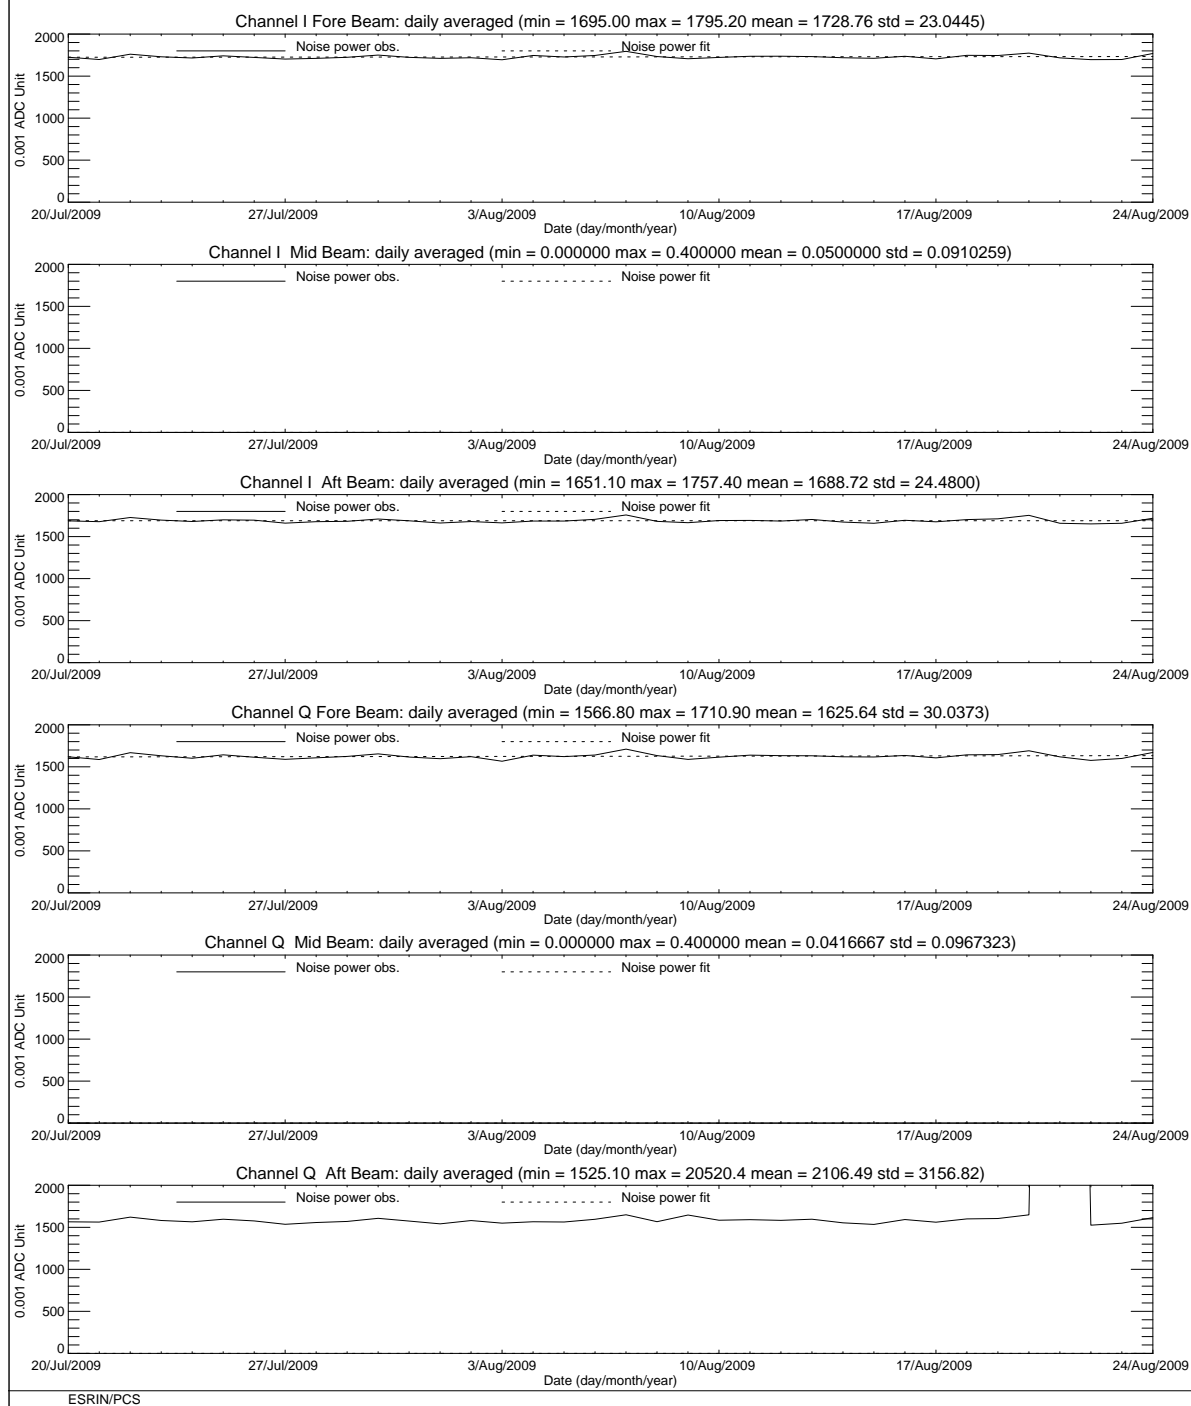 Channel I Fore Beam: daily averaged (min = 1695.00 max = 1795.20 mean = 1728.76 std = 23.0445)
Noise power obs. Noise power fit
0.001 ADC Unit
2000
1500
1000
500
0
20/Jul/2009 27/Jul/2009 3/Aug/2009 10/Aug/2009 17/Aug/2009 24/Aug/2009
Date (day/month/year)
Channel I Mid Beam: daily averaged (min = 0.000000 max = 0.400000 mean = 0.0500000 std = 0.0910259)
Noise power obs. Noise power fit
0.001 ADC Unit
2000
1500
1000
500
0
20/Jul/2009 27/Jul/2009 3/Aug/2009 10/Aug/2009 17/Aug/2009 24/Aug/2009
Date (day/month/year)
Channel I Aft Beam: daily averaged (min = 1651.10 max = 1757.40 mean = 1688.72 std = 24.4800)
Noise power obs. Noise power fit
0.001 ADC Unit
2000
1500
1000
500
0
20/Jul/2009 27/Jul/2009 3/Aug/2009 10/Aug/2009 17/Aug/2009 24/Aug/2009
Date (day/month/year)
Channel Q Fore Beam: daily averaged (min = 1566.80 max = 1710.90 mean = 1625.64 std = 30.0373)
Noise power obs. Noise power fit
0.001 ADC Unit
2000
1500
1000
500
0
20/Jul/2009 27/Jul/2009 3/Aug/2009 10/Aug/2009 17/Aug/2009 24/Aug/2009
Date (day/month/year)
Channel Q Mid Beam: daily averaged (min = 0.000000 max = 0.400000 mean = 0.0416667 std = 0.0967323)
Noise power obs. Noise power fit
0.001 ADC Unit
2000
1500
1000
500
0
20/Jul/2009 27/Jul/2009 3/Aug/2009 10/Aug/2009 17/Aug/2009 24/Aug/2009
Date (day/month/year)
Channel Q Aft Beam: daily averaged (min = 1525.10 max = 20520.4 mean = 2106.49 std = 3156.82)
Noise power obs. Noise power fit
0.001 ADC Unit
2000
1500
1000
500
0
20/Jul/2009 27/Jul/2009 3/Aug/2009 10/Aug/2009 17/Aug/2009 24/Aug/2009
Date (day/month/year)
ESRIN/PCS